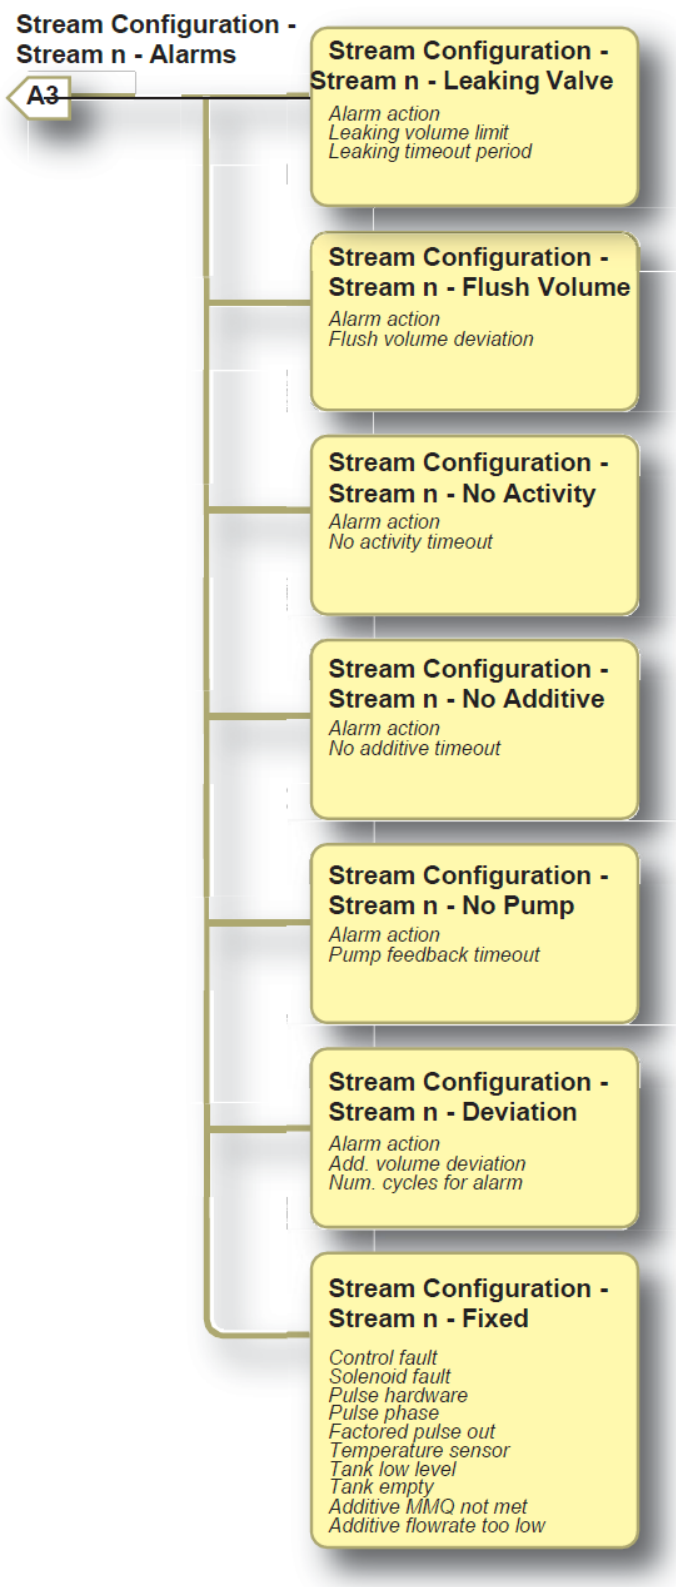 Stream Configuration -
Stream n - Alarms
A3
Stream Configuration -
Stream n - Leaking Valve
Alarm action
Leaking volume limit
Leaking timeout period
Stream Configuration -
Stream n - Flush Volume
Alarm action
Flush volume deviation
Stream Configuration -
Stream n - No Activity
Alarm action
No activity timeout
Stream Configuration -
Stream n - No Additive
Alarm action
No additive timeout
Stream Configuration -
Stream n - No Pump
Alarm action
Pump feedback timeout
Stream Configuration -
Stream n - Deviation
Alarm action
Add. volume deviation
Num. cycles for alarm
Stream Configuration -
Stream n - Fixed
Control fault
Solenoid fault
Pulse hardware
Pulse phase
Factored pulse out
Temperature sensor
Tank low level
Tank empty
Additive MMQ not met
Additive flowrate too low